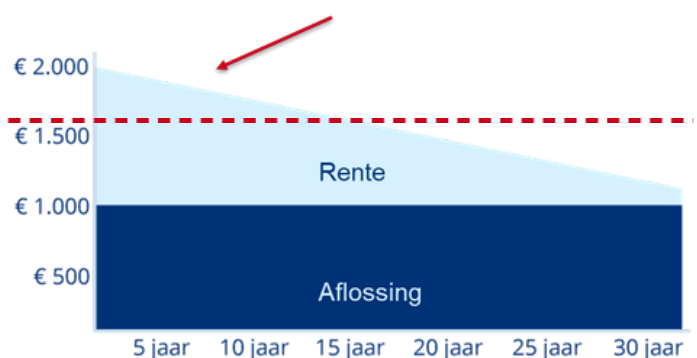 € 2.000
€ 1.500
Rente
€ 1.000
€ 500
Aflossing
5 jaar 10 jaar 15 jaar 20 jaar 25 jaar 30 jaar